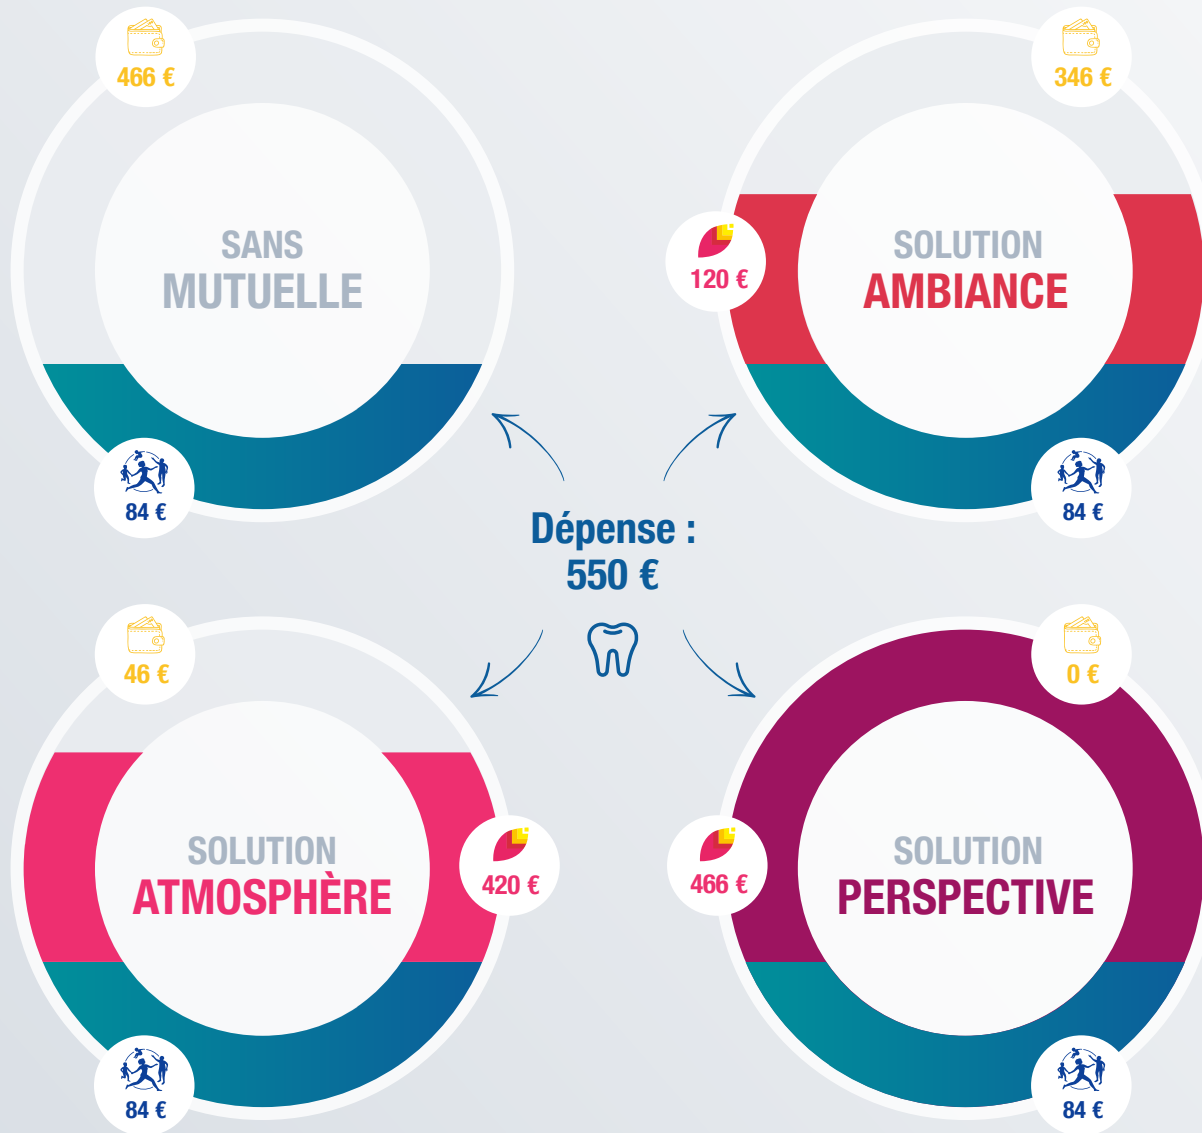 466 €
SANS
MUTUELLE
84 €
346 €
120 €
SOLUTION
AMBIANCE
84 €
Dépense :
550 €
46 €
SOLUTION
ATMOSPHÈRE
420 €
84 €
0 €
466 €
SOLUTION
PERSPECTIVE
84 €